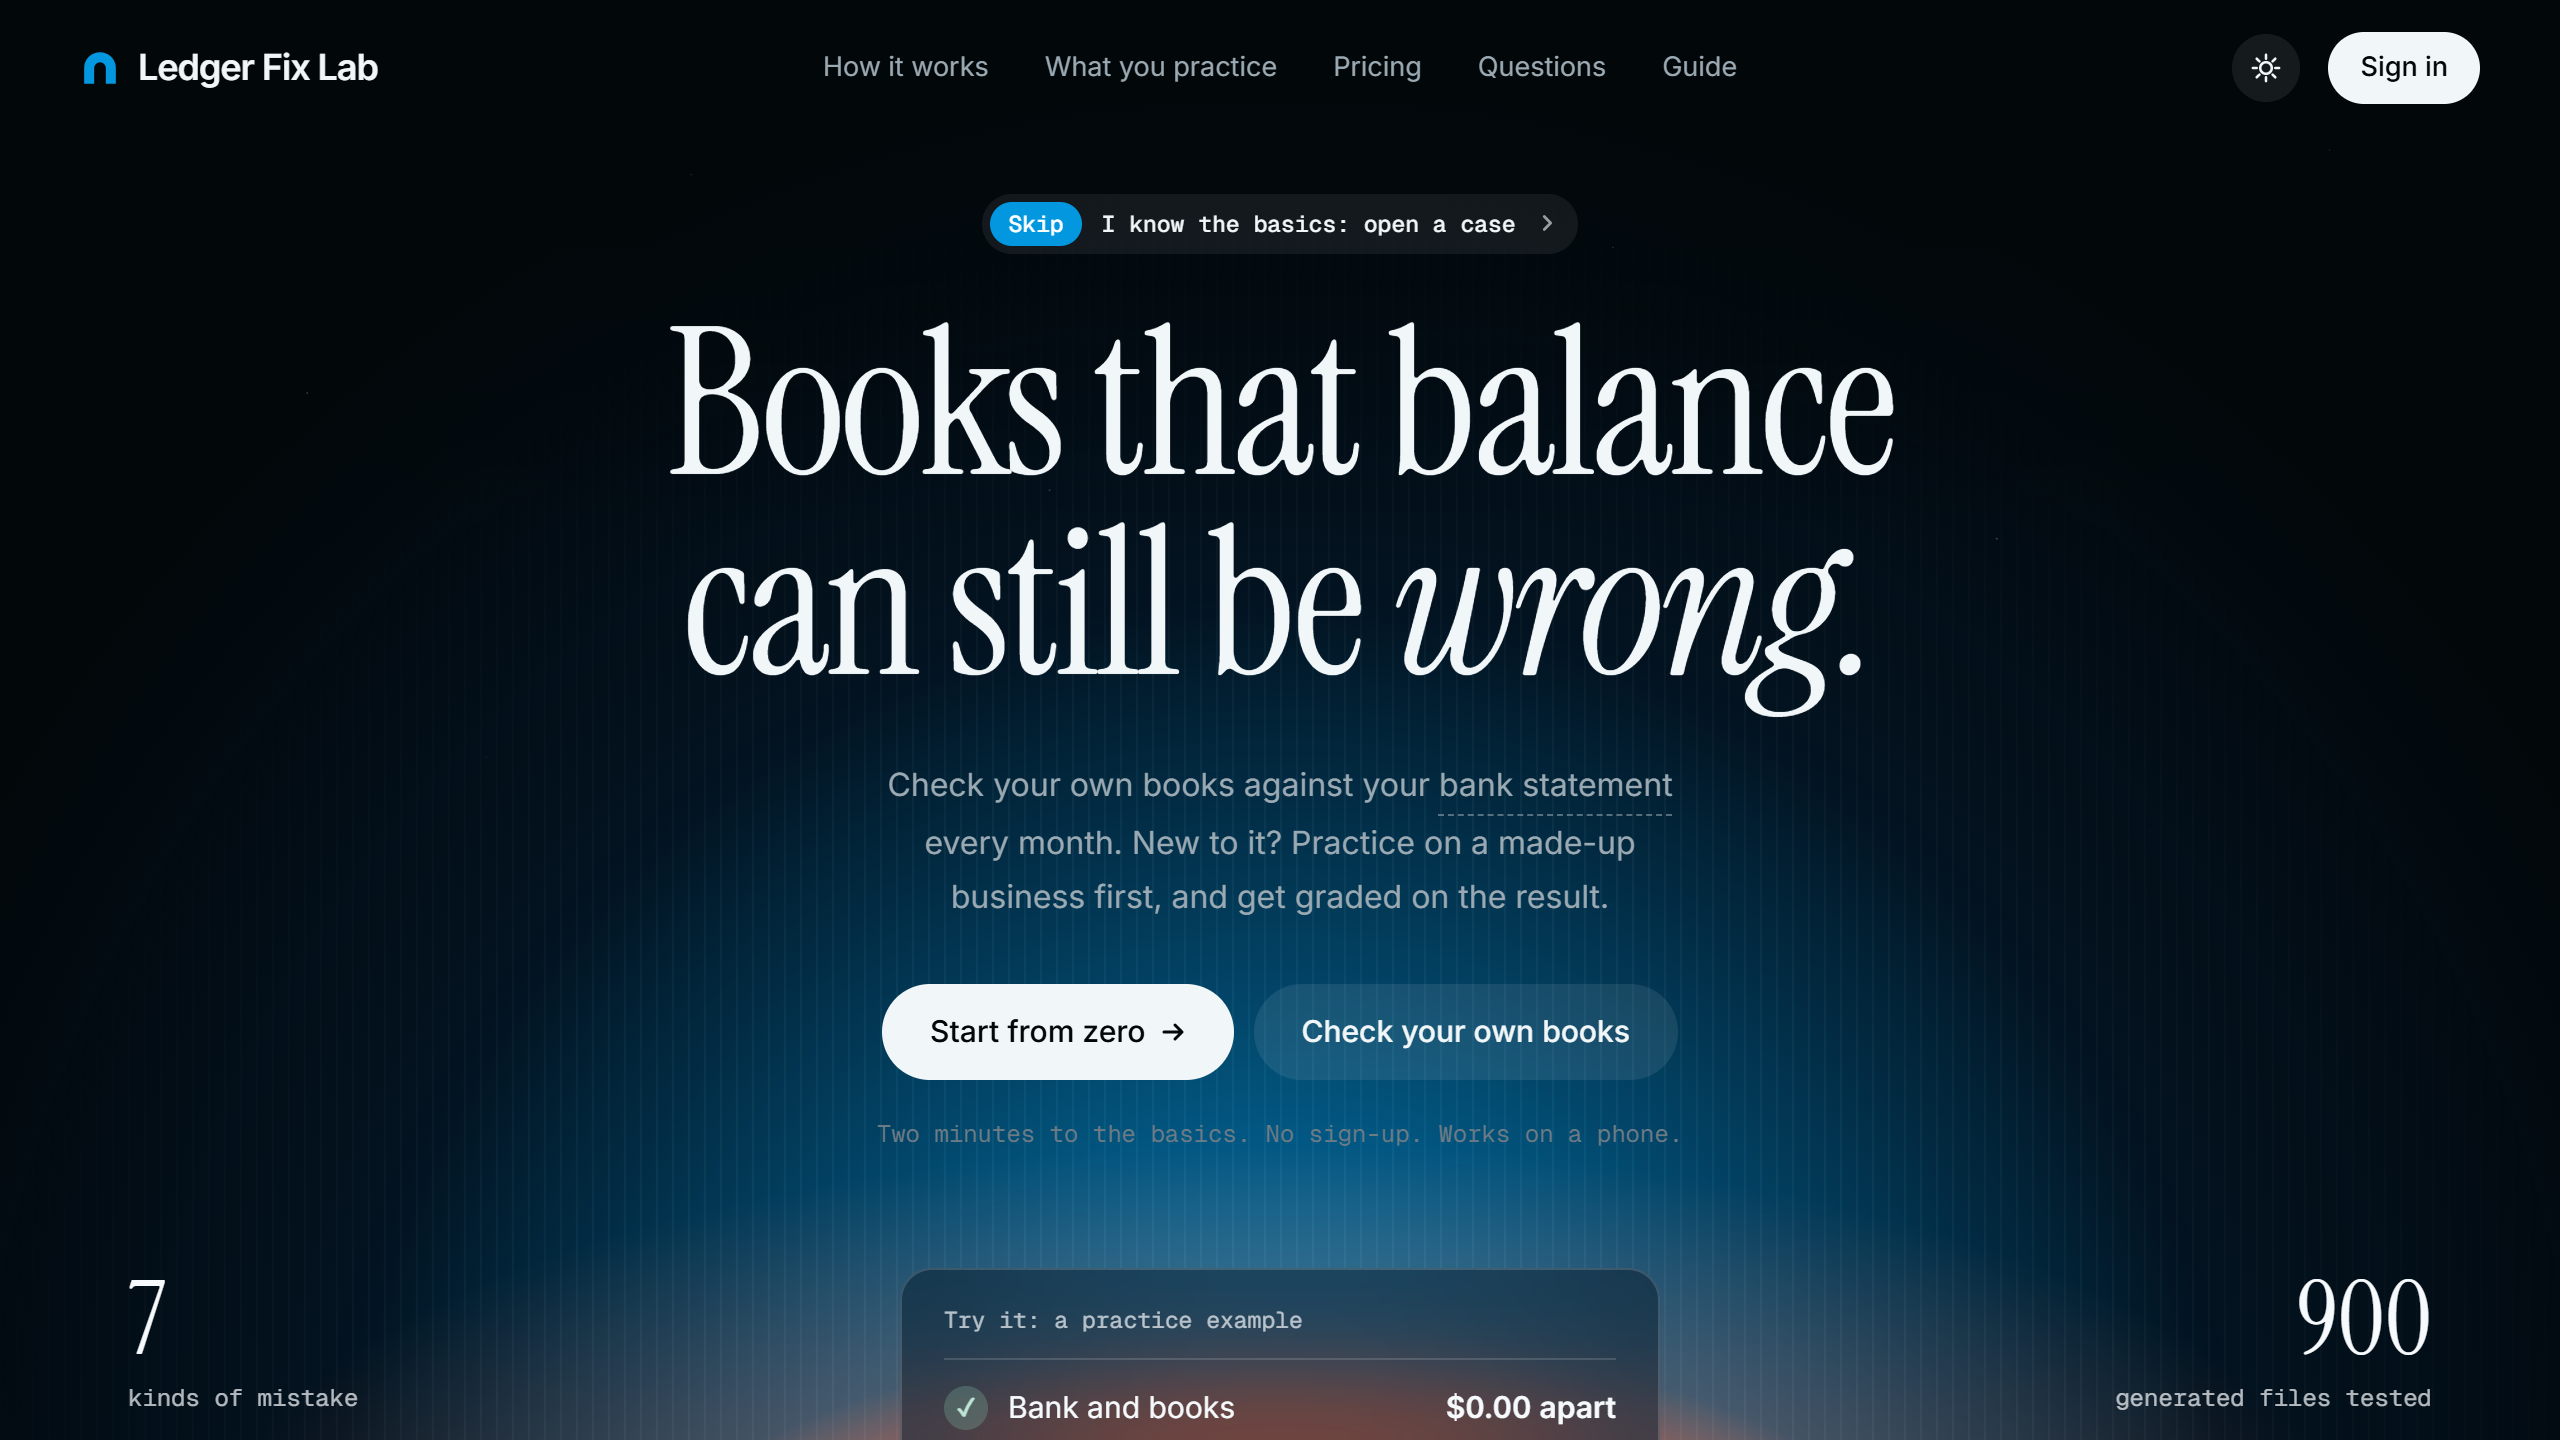 Ledger Fix Lab
How it works
What you practice
Pricing
Questions
Guide
Sign in
Skip I know the basics: open a case
Books that balance
can still be wrong.
Check your own books against your bank statement
every month. New to it? Practice on a made-up
business first, and get graded on the result.
Start from zero
Check your own books
Two minutes to the basics. No sign-up. Works on a phone.
7
kinds of mistake
Try it: a practice example
Bank and books $0.00 apart
900
generated files tested